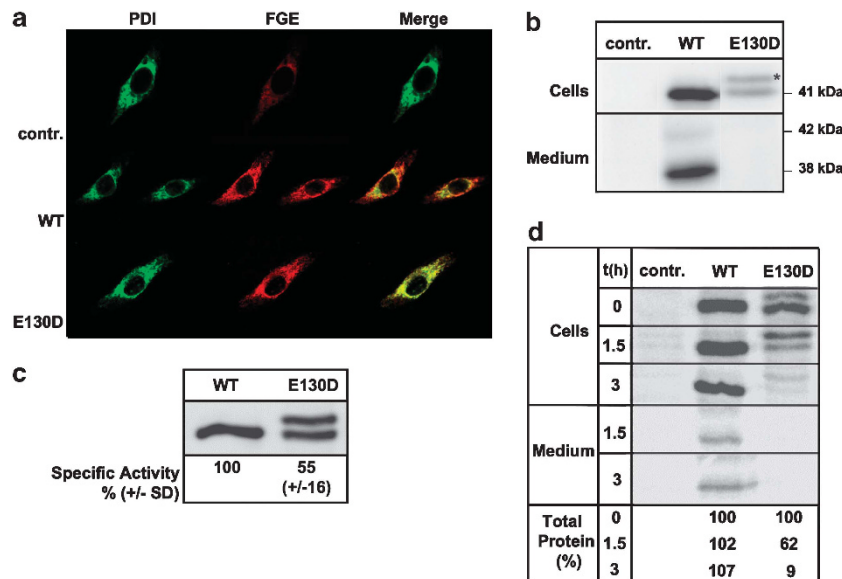 a
PDI FGE Merge
contr.
WT
E130D
b
contr. WT E130D
Cells
*
41 kDa
42 kDa
Medium
38 kDa
c
WT E130D
Specific Activity 100 55
% (+/- SD) (+/-16)
d
t(h) contr. WT E130D
0
Cells 1.5
3
Medium 1.5
3
Total 0 100 100
Protein 1.5 102 62
(%) 3 107 9